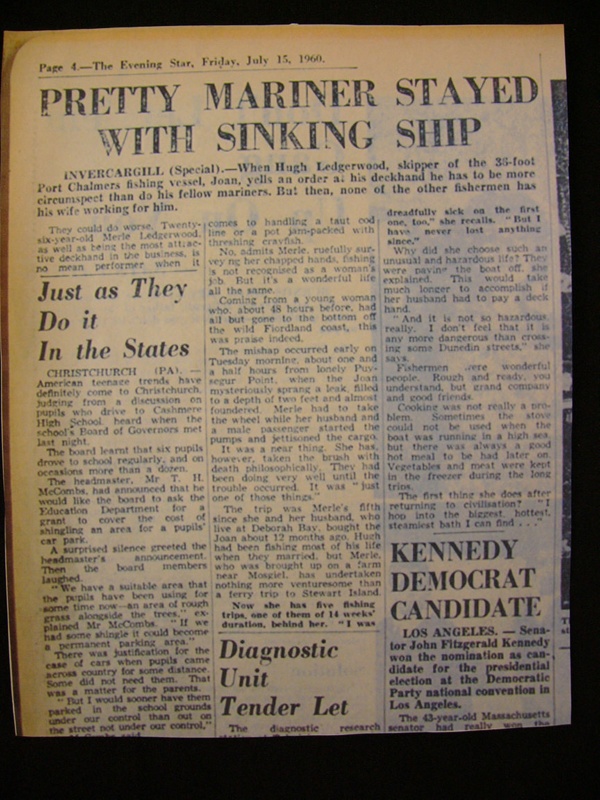 Page 4.—The Evening Star, Friday, July 15, 1960.
PRETTY MARINER STAYED
WITH SINKING SHIP
INVERCARGILL (Special).—When Hugh Ledgerwood, skipper of the 36-foot
Port Chalmers fishing vessel, Joan, yells an order at his deckhand he has to be more
circumspect than do his fellow mariners. But then, none of the other fishermen has
his wife working for him.
They could do worse. Twenty-
six-year-old Merle Ledgerwood,
as well as being the most attrac-
tive deckhand in the business, is
no mean performer when it
comes to handling a taut cod
line or a pot jam-packed with
threshing crayfish.
No, admits Merle, ruefully sur-
veying her chapped hands, fishing
is not recognised as a woman's
job. But it's a wonderful life
all the same.
Coming from a young woman
who, about 48 hours before, had
all but gone to the bottom off
the wild Fiordland coast, this
was praise indeed.
The mishap occurred early on
Tuesday morning, about one and
a half hours from lonely Puy-
segur Point, when the Joan
mysteriously sprang a leak, filled
to a depth of two feet and almost
foundered. Merle had to take
the wheel while her husband and
a male passenger started the
pumps and jettisoned the cargo.
It was a near thing. She has,
however, taken the brush with
death philosophically. They had
been doing very well until the
trouble occurred. It was "just
one of those things."
The trip was Merle's fifth
since she and her husband, who
live at Deborah Bay, bought the
Joan about 12 months ago. Hugh
had been fishing most of his life
when they married, but Merle,
who was brought up on a farm
near Mosgiel, has undertaken
nothing more venturesome than
a ferry trip to Stewart Island.
Now she has five fishing
trips, one of them of 14 weeks'
duration, behind her. "I was
dreadfully sick on the first
one, too," she recalls. "But I
have never lost anything
since."
Why did she choose such an
unusual and hazardous life? They
were paying the boat off, she
explained. This would take
much longer to accomplish if
her husband had to pay a deck
hand.
"And it is not so hazardous,
really. I don't feel that it is
any more dangerous than cross-
ing some Dunedin streets," she
says.
Fishermen were wonderful
people. Rough and ready, you
understand, but grand company
and good friends.
Cooking was not really a pro-
blem. Sometimes the stove
could not be used when the
boat was running in a high sea,
but there was always a good
hot meal to be had later on.
Vegetables and meat were kept
in the freezer during the long
trips.
The first thing she does after
returning to civilisation? "I
hop into the biggest, hottest,
steamiest bath I can find . . ."
Just as They
Do it
In the States
CHRISTCHURCH (PA). —
American teenage trends have
definitely come to Christchurch,
judging from a discussion on
pupils who drive to Cashmere
High School, heard when the
school's Board of Governors met
last night.
The board learnt that six pupils
drove to school regularly, and on
occasions more than a dozen.
The headmaster, Mr T. H.
McCombs, had announced that he
would like the board to ask the
Education Department for a
grant to cover the cost of
shingling an area for a pupils'
car park.
A surprised silence greeted the
headmaster's announcement.
Then the board members
laughed.
"We have a suitable area that
the pupils have been using for
some time now—an area of rough
grass alongside the trees," ex-
plained Mr McCombs. "If we
had some shingle it could become
a permanent parking area."
There was justification for the
case of cars when pupils came
across country for some distance.
Some did not need them. That
was a matter for the parents.
"But I would sooner have them
parked in the school grounds
under our control than out on
the street not under our control,"
said.
Diagnostic
Unit
Tender Let
The diagnostic research
KENNEDY
DEMOCRAT
CANDIDATE
LOS ANGELES. — Sena-
tor John Fitzgerald Kennedy
won the nomination as can-
didate for the presidential
election at the Democratic
Party national convention in
Los Angeles.
The 43-year-old Massachusetts
senator had really won the